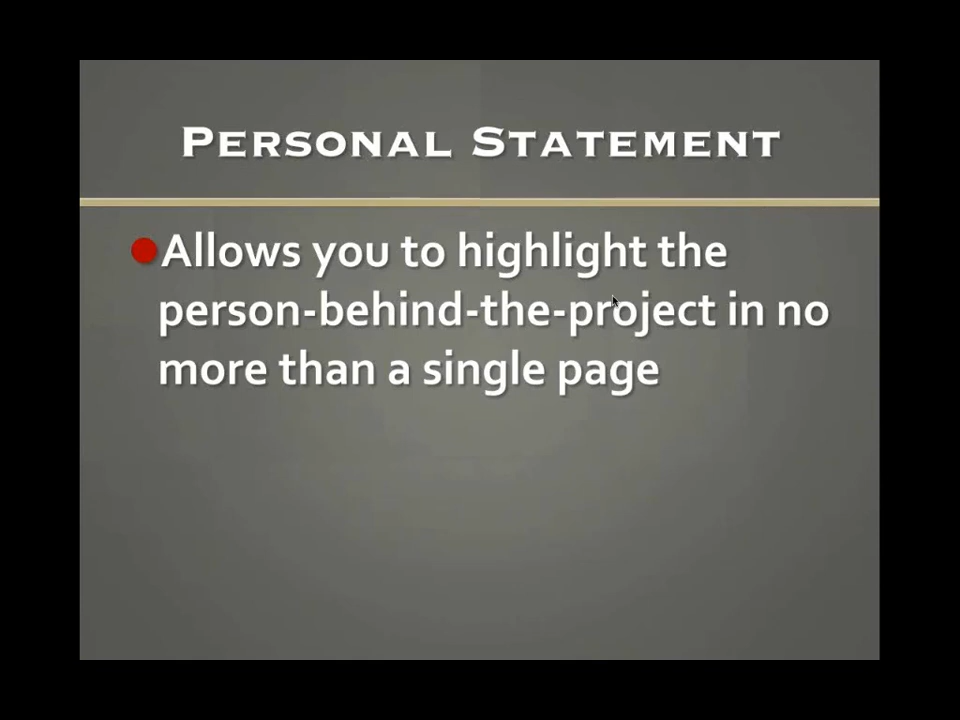 Personal Statement
Allows you to highlight the
person-behind-the-project in no
more than a single page